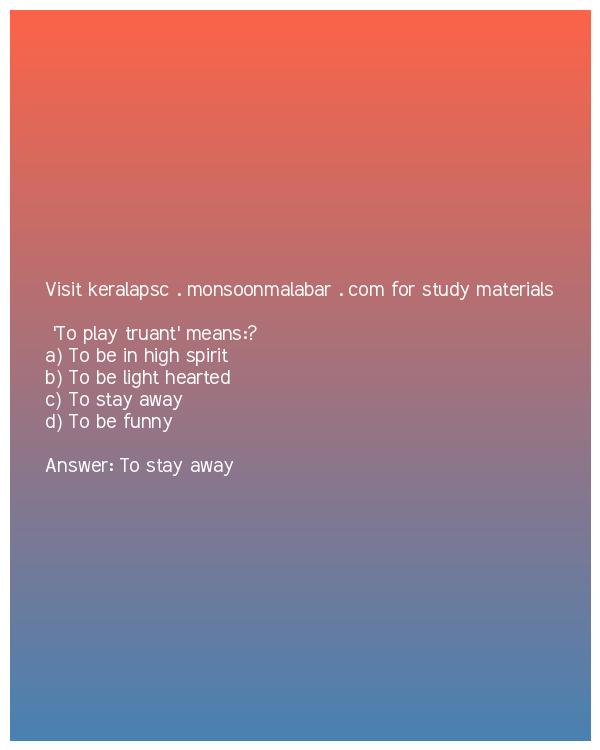 Visit keralapsc . monsoonmalabar . com for study materials
'To play truant' means:?
a) To be in high spirit
b) To be light hearted
c) To stay away
d) To be funny
Answer: To stay away